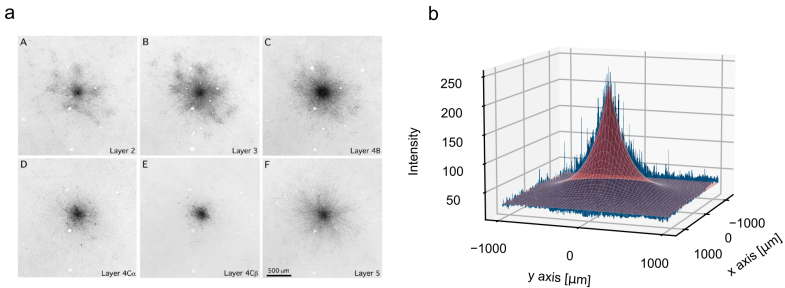 a
A
B
C
Layer 2
Layer 3
Layer 4B
D
E
F
Layer 4Cα
Layer 4Cβ
500 µm
Layer 5
b
250
200
150
100
50
Intensity
−1000
0
1000
y axis [µm]
−1000
0
1000
x axis [µm]